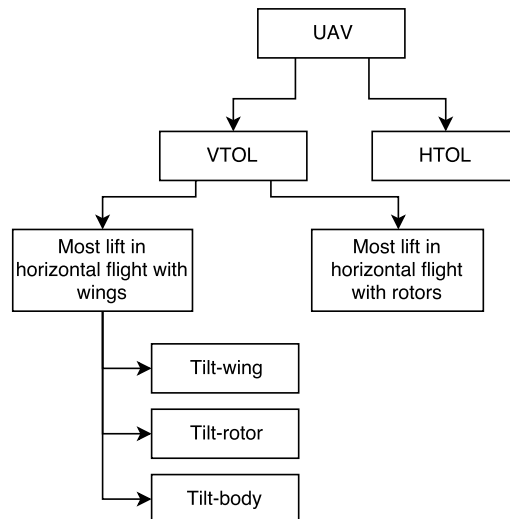 UAV
VTOL
HTOL
Most lift in
horizontal flight with
wings
Most lift in
horizontal flight
with rotors
Tilt-wing
Tilt-rotor
Tilt-body